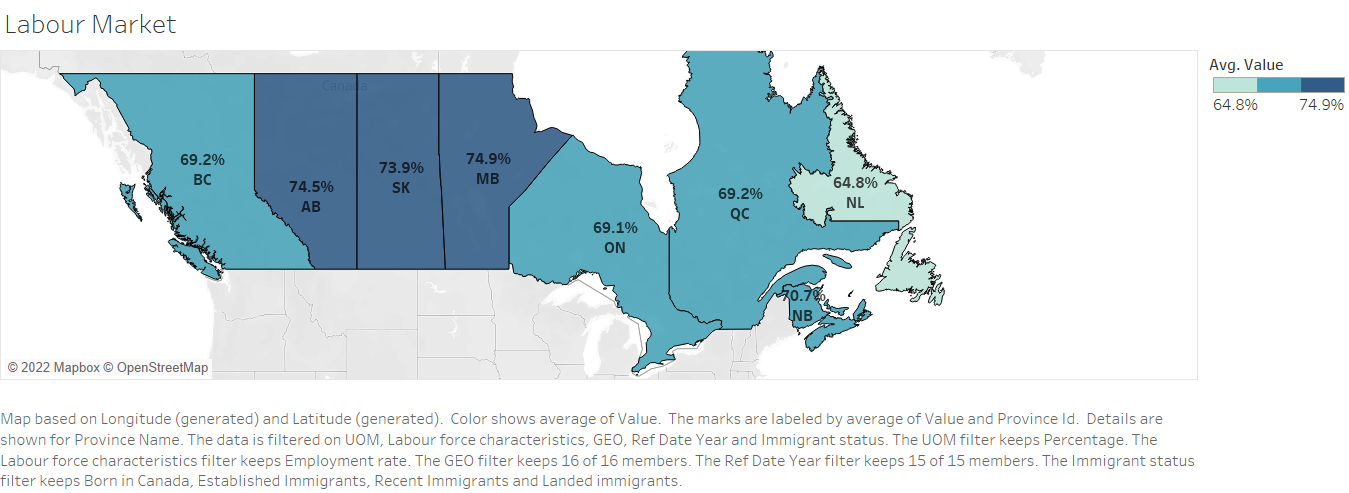 Labour Market
Canada
Avg. Value
64.8% 74.9%
69.2%
BC
74.5%
AB
73.9%
SK
74.9%
MB
69.1%
ON
69.2%
QC
64.8%
NL
70.7%
NB
© 2022 Mapbox © OpenStreetMap
Map based on Longitude (generated) and Latitude (generated).  Color shows average of Value.  The marks are labeled by average of Value and Province Id.  Details are
shown for Province Name. The data is filtered on UOM, Labour force characteristics, GEO, Ref Date Year and Immigrant status. The UOM filter keeps Percentage. The
Labour force characteristics filter keeps Employment rate. The GEO filter keeps 16 of 16 members. The Ref Date Year filter keeps 15 of 15 members. The Immigrant status
filter keeps Born in Canada, Established Immigrants, Recent Immigrants and Landed immigrants.